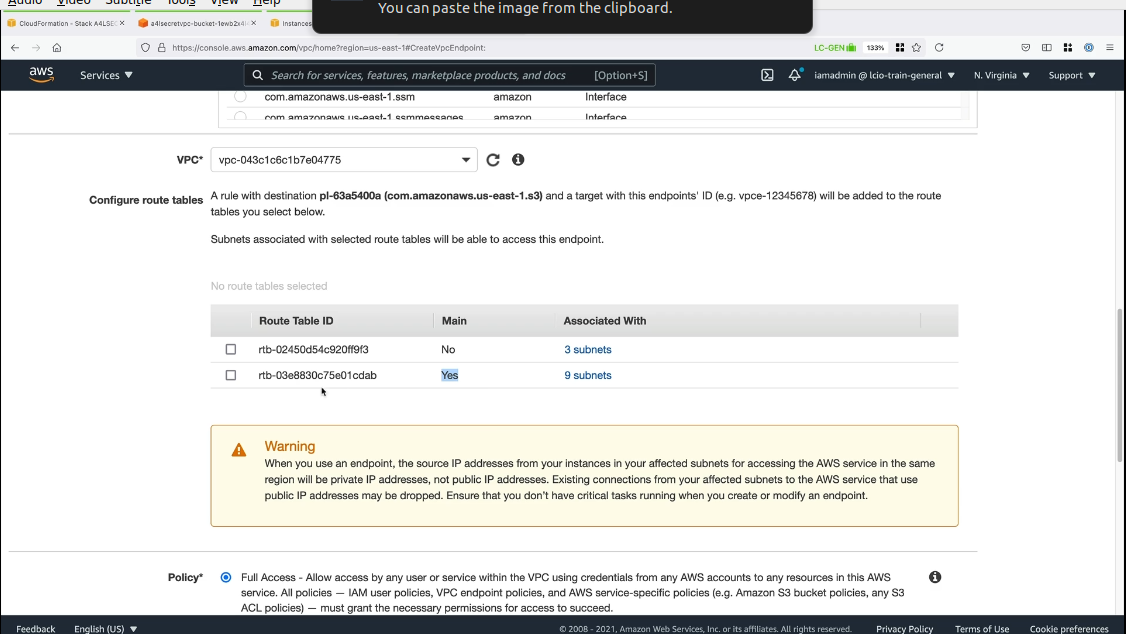 Audio Video Subtitle Tools View Help
You can paste the image from the clipboard.
CloudFormation - Stack A4LSEC
Instances
https://console.aws.amazon.com/vpc/home?region=us-east-1#CreateVpcEndpoint:
LC-GEN
133%
aws
Services
Search for services, features, marketplace products, and docs [Option+S]
iamadmin @ lcio-train-general
N. Virginia
Support
com.amazonaws.us-east-1.ssm amazon Interface
com.amazonaws.us-east-1.ssmmessages amazon Interface
VPC* vpc-043c1c6c1b7e04775
Configure route tables A rule with destination pl-63a5400a (com.amazonaws.us-east-1.s3) and a target with this endpoints' ID (e.g. vpce-12345678) will be added to the route
tables you select below.
Subnets associated with selected route tables will be able to access this endpoint.
No route tables selected
Route Table ID Main Associated With
rtb-02450d54c920ff9f3 No 3 subnets
rtb-03e8830c75e01cdab Yes 9 subnets
Warning
When you use an endpoint, the source IP addresses from your instances in your affected subnets for accessing the AWS service in the same
region will be private IP addresses, not public IP addresses. Existing connections from your affected subnets to the AWS service that use
public IP addresses may be dropped. Ensure that you don't have critical tasks running when you create or modify an endpoint.
Policy* Full Access - Allow access by any user or service within the VPC using credentials from any AWS accounts to any resources in this AWS
service. All policies — IAM user policies, VPC endpoint policies, and AWS service-specific policies (e.g. Amazon S3 bucket policies, any S3
ACL policies) — must grant the necessary permissions for access to succeed.
Feedback English (US) © 2008 - 2021, Amazon Web Services, Inc. or its affiliates. All rights reserved. Privacy Policy Terms of Use Cookie preferences